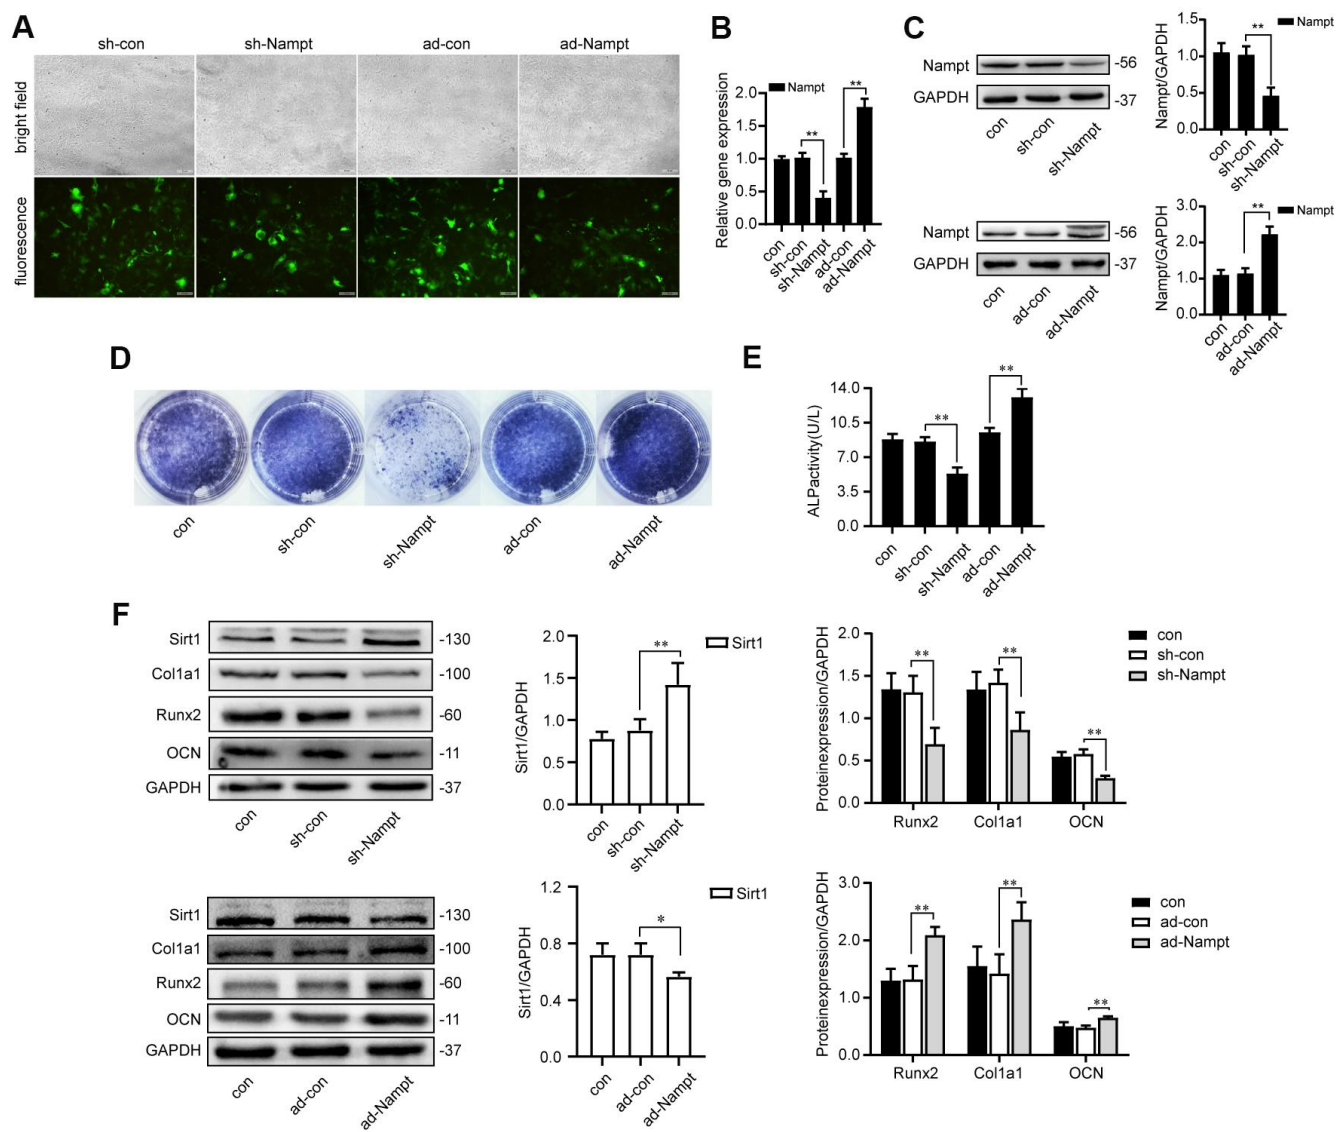 A
sh-con
sh-Nampt
ad-con
ad-Nampt
bright field
fluorescence
B
Relative gene expression
Nampt
2.0
1.5
1.0
0.5
0.0
**
**
con
sh-con
sh-Nampt
ad-con
ad-Nampt
C
Nampt
-56
GAPDH
-37
con
sh-con
sh-Nampt
Nampt/GAPDH
1.5
1.0
0.5
0.0
**
Nampt
con
sh-con
sh-Nampt
Nampt
-56
GAPDH
-37
con
ad-con
ad-Nampt
Nampt/GAPDH
3.0
2.0
1.0
0.0
**
Nampt
con
ad-con
ad-Nampt
D
con
sh-con
sh-Nampt
ad-con
ad-Nampt
E
ALPactivity(U/L)
14.0
10.5
7.0
3.5
0.0
**
**
con
sh-con
sh-Nampt
ad-con
ad-Nampt
F
Sirt1
-130
Col1a1
-100
Runx2
-60
OCN
-11
GAPDH
-37
con
sh-con
sh-Nampt
Sirt1/GAPDH
2.0
1.5
1.0
0.5
0.0
**
Sirt1
con
sh-con
sh-Nampt
Proteinexpression/GAPDH
2.0
1.5
1.0
0.5
0.0
**
**
**
Runx2
Col1a1
OCN
con
sh-con
sh-Nampt
Sirt1
-130
Col1a1
-100
Runx2
-60
OCN
-11
GAPDH
-37
con
ad-con
ad-Nampt
Sirt1/GAPDH
1.2
0.8
0.4
0.0
*
Sirt1
con
ad-con
ad-Nampt
Proteinexpression/GAPDH
3.0
2.0
1.0
0.0
**
**
**
Runx2
Col1a1
OCN
con
ad-con
ad-Nampt